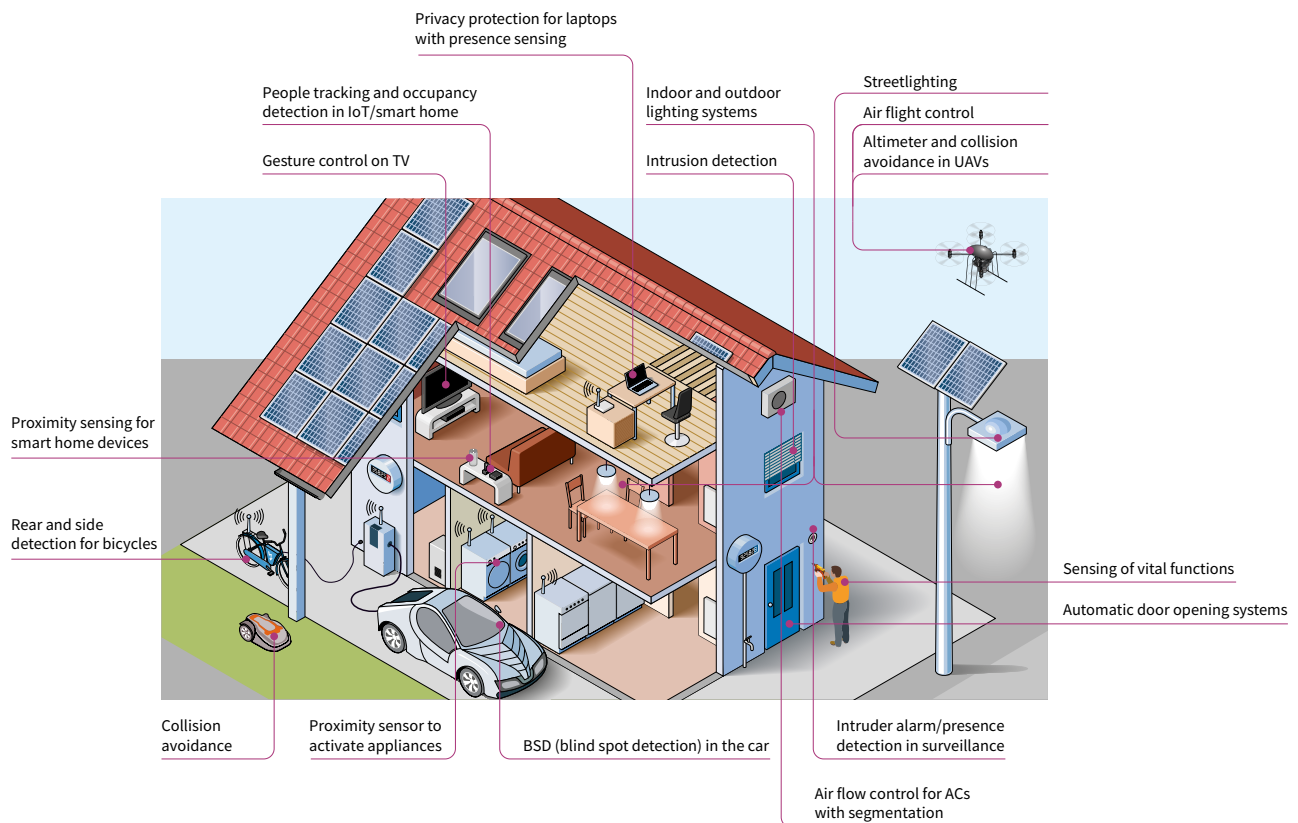 Privacy protection for laptops
with presence sensing
People tracking and occupancy
detection in IoT/smart home
Gesture control on TV
Indoor and outdoor
lighting systems
Intrusion detection
Streetlighting
Air flight control
Altimeter and collision
avoidance in UAVs
Proximity sensing for
smart home devices
Rear and side
detection for bicycles
Sensing of vital functions
Automatic door opening systems
Collision
avoidance
Proximity sensor to
activate appliances
BSD (blind spot detection) in the car
Intruder alarm/presence
detection in surveillance
Air flow control for ACs
with segmentation